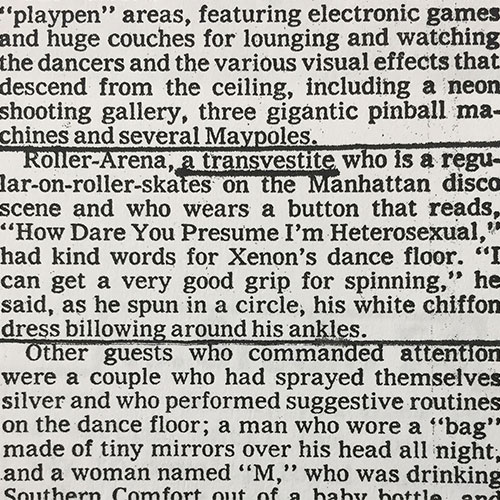 "playpen" areas, featuring electronic games
and huge couches for lounging and watching
the dancers and the various visual effects that
descend from the ceiling, including a neon
shooting gallery, three gigantic pinball ma-
chines and several Maypoles.
Roller-Arena, a transvestite who is a regu-
lar-on-roller-skates on the Manhattan disco
scene and who wears a button that reads,
"How Dare You Presume I'm Heterosexual,"
had kind words for Xenon's dance floor. "I
can get a very good grip for spinning," he
said, as he spun in a circle, his white chiffon
dress billowing around his ankles.
Other guests who commanded attention
were a couple who had sprayed themselves
silver and who performed suggestive routines
on the dance floor; a man who wore a "bag"
made of tiny mirrors over his head all night,
and a woman named "M," who was drinking
Southern Comfort out of a baby bottle,